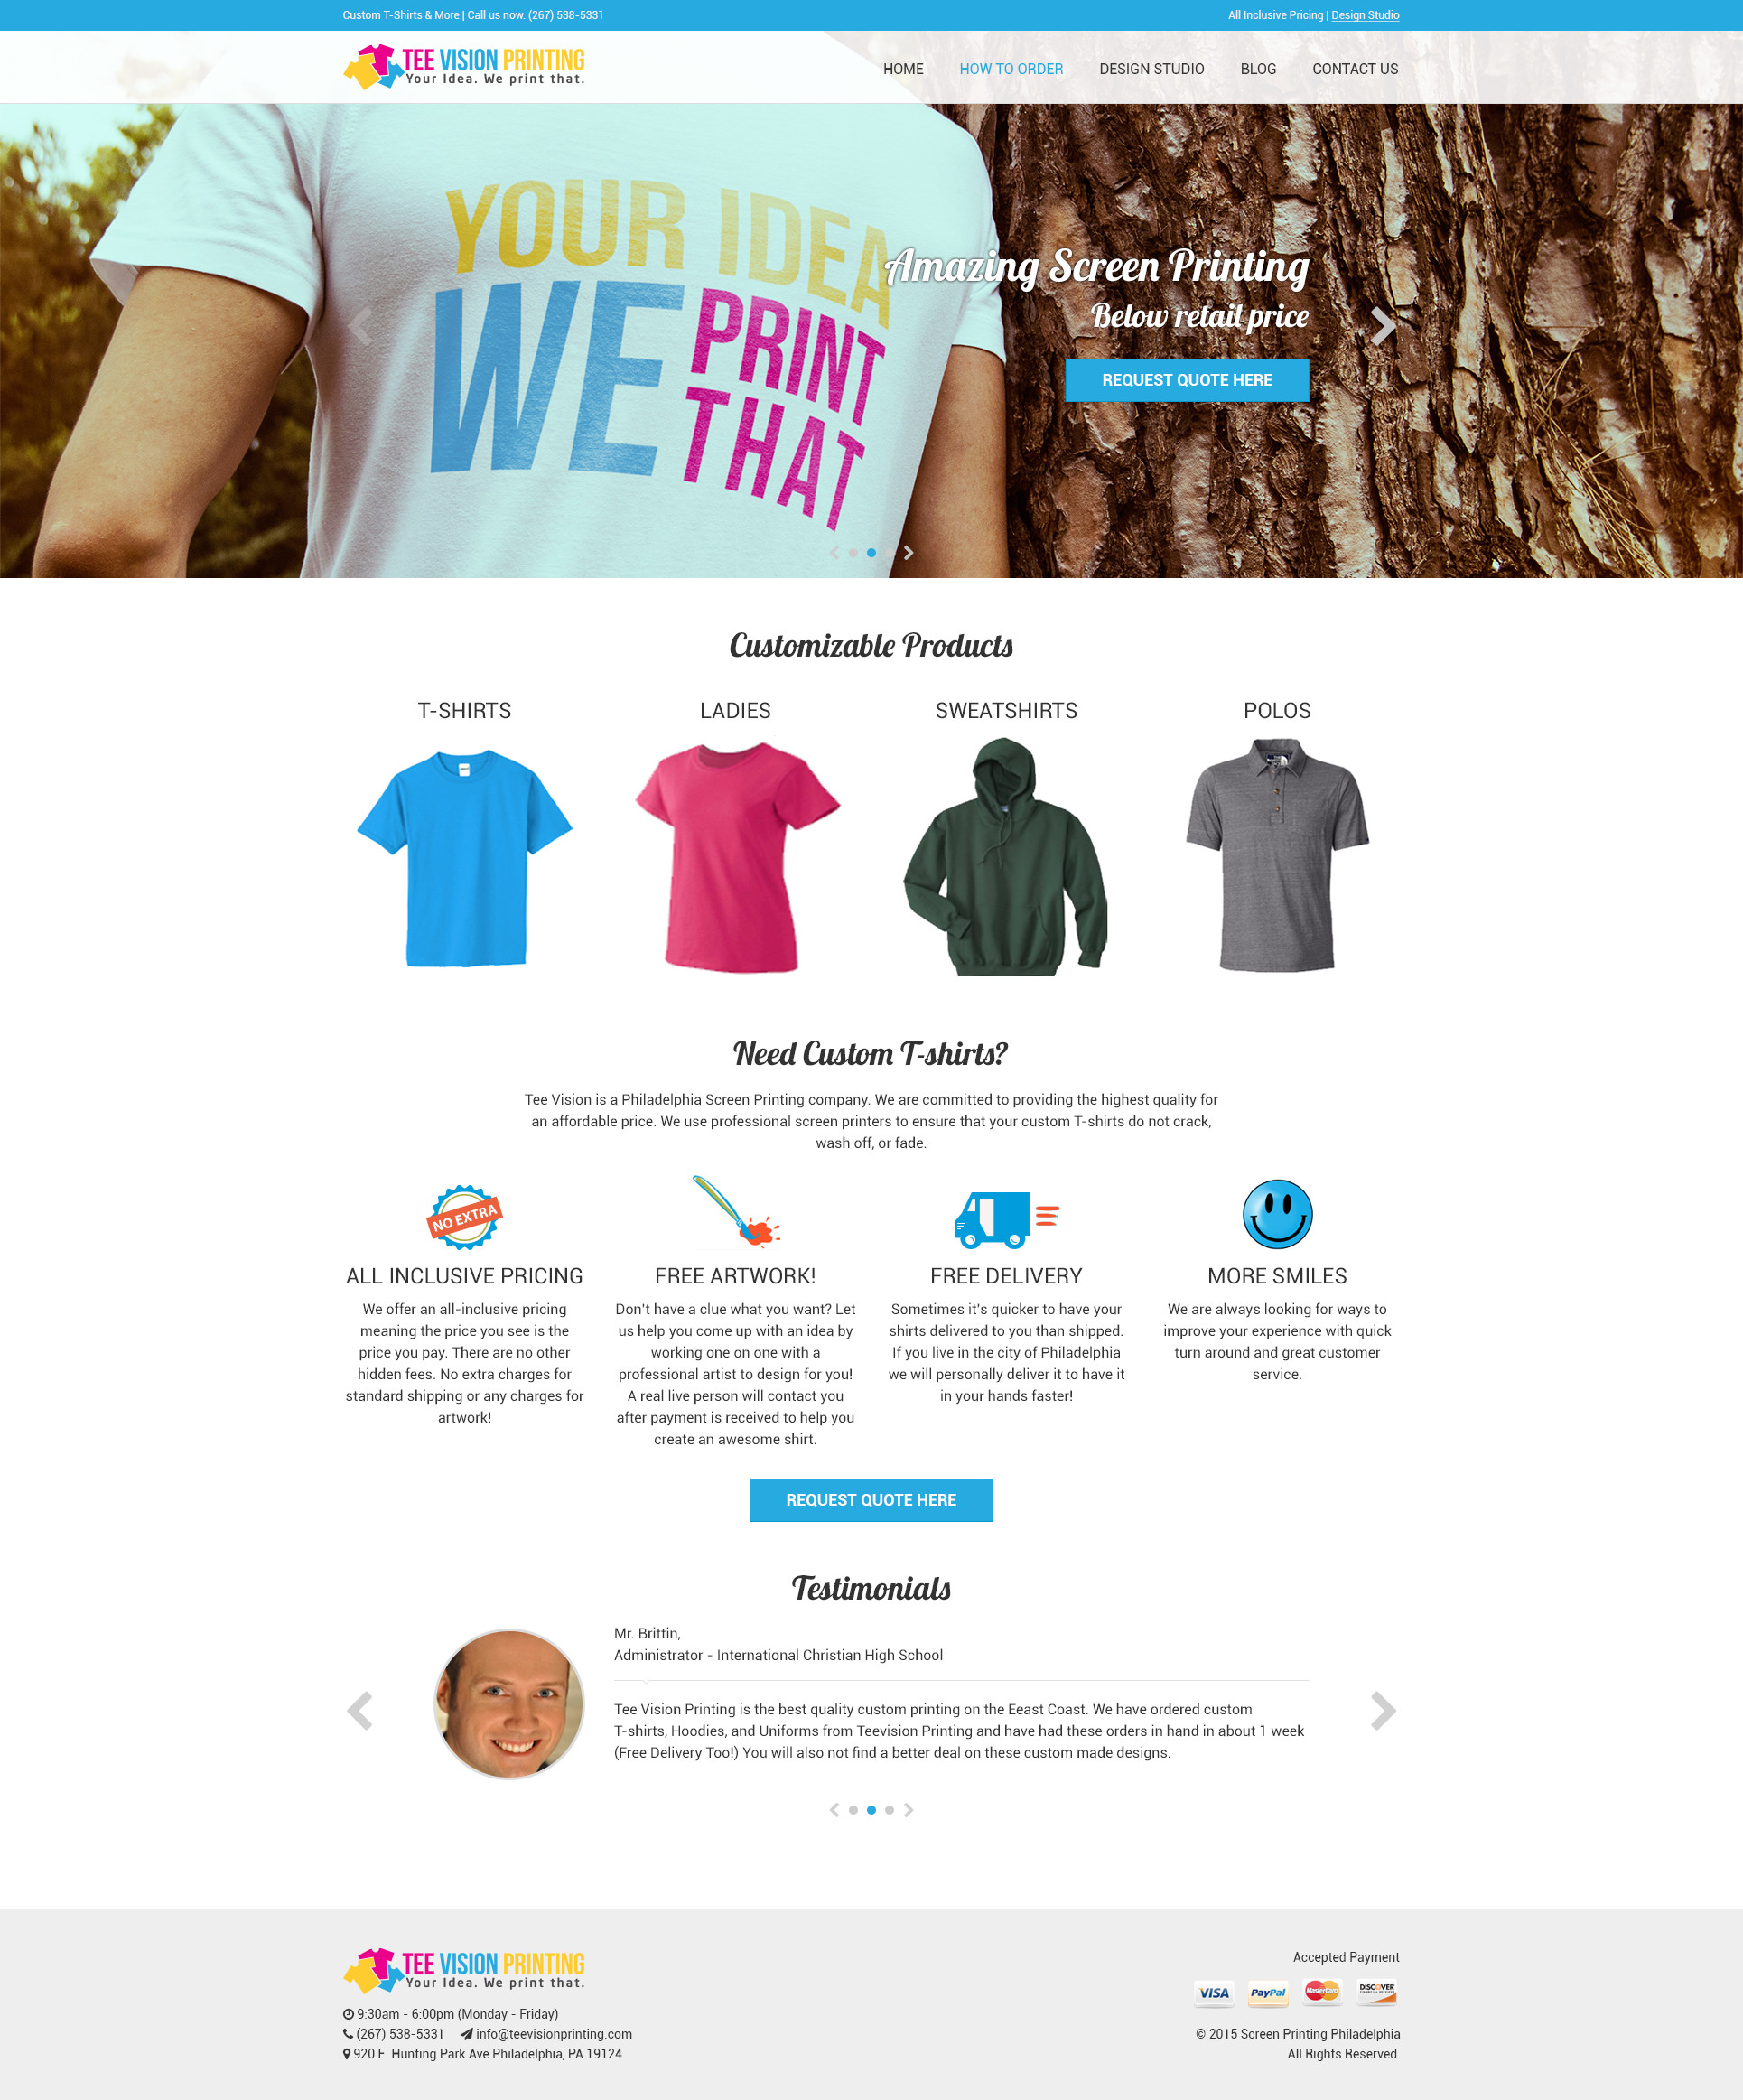 Custom T-Shirts & More | Call us now: (267) 538-5331
All Inclusive Pricing | Design Studio
TEE VISION PRINTING
Your Idea. We print that.
HOME HOW TO ORDER DESIGN STUDIO BLOG CONTACT US
YOUR IDEA
WE PRINT
THAT
Amazing Screen Printing
Below retail price
REQUEST QUOTE HERE
Customizable Products
T-SHIRTS
LADIES
SWEATSHIRTS
POLOS
Need Custom T-shirts?
Tee Vision is a Philadelphia Screen Printing company. We are committed to providing the highest quality for
an affordable price. We use professional screen printers to ensure that your custom T-shirts do not crack,
wash off, or fade.
NO EXTRA
ALL INCLUSIVE PRICING
We offer an all-inclusive pricing
meaning the price you see is the
price you pay. There are no other
hidden fees. No extra charges for
standard shipping or any charges for
artwork!
FREE ARTWORK!
Don't have a clue what you want? Let
us help you come up with an idea by
working one on one with a
professional artist to design for you!
A real live person will contact you
after payment is received to help you
create an awesome shirt.
FREE DELIVERY
Sometimes it's quicker to have your
shirts delivered to you than shipped.
If you live in the city of Philadelphia
we will personally deliver it to have it
in your hands faster!
MORE SMILES
We are always looking for ways to
improve your experience with quick
turn around and great customer
service.
REQUEST QUOTE HERE
Testimonials
Mr. Brittin,
Administrator - International Christian High School
Tee Vision Printing is the best quality custom printing on the Eeast Coast. We have ordered custom
T-shirts, Hoodies, and Uniforms from Teevision Printing and have had these orders in hand in about 1 week
(Free Delivery Too!) You will also not find a better deal on these custom made designs.
TEE VISION PRINTING
Your Idea. We print that.
9:30am - 6:00pm (Monday - Friday)
(267) 538-5331 info@teevisionprinting.com
920 E. Hunting Park Ave Philadelphia, PA 19124
Accepted Payment
VISA PayPal MasterCard DISCOVER
© 2015 Screen Printing Philadelphia
All Rights Reserved.